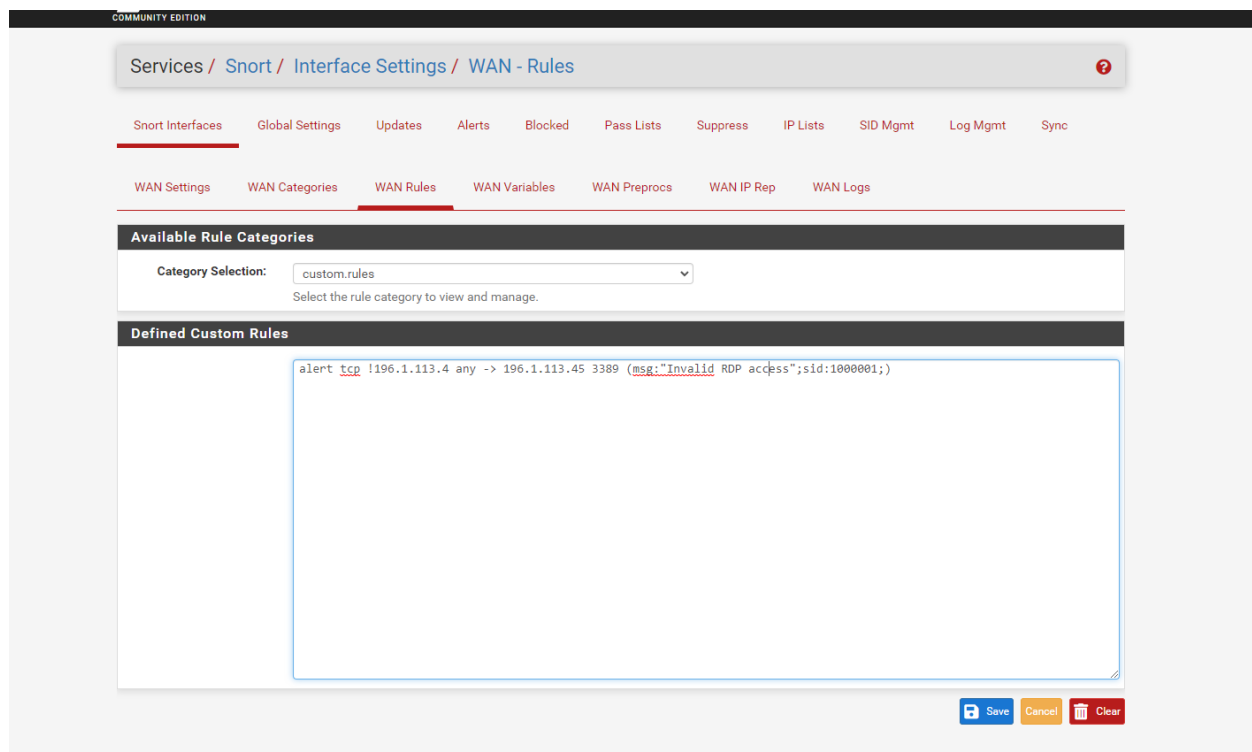 COMMUNITY EDITION
Services / Snort / Interface Settings / WAN - Rules
Snort Interfaces Global Settings Updates Alerts Blocked Pass Lists Suppress IP Lists SID Mgmt Log Mgmt Sync
WAN Settings WAN Categories WAN Rules WAN Variables WAN Preprocs WAN IP Rep WAN Logs
Available Rule Categories
Category Selection: custom.rules
Select the rule category to view and manage.
Defined Custom Rules
alert tcp !196.1.113.4 any -> 196.1.113.45 3389 (msg:"Invalid RDP access";sid:1000001;)
Save Cancel Clear